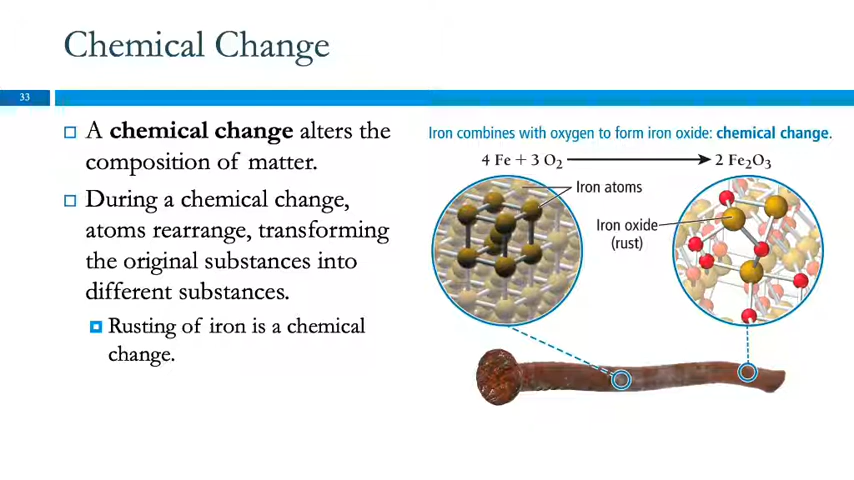 Chemical Change
33
A chemical change alters the
composition of matter.
During a chemical change,
atoms rearrange, transforming
the original substances into
different substances.
Rusting of iron is a chemical
change.
Iron combines with oxygen to form iron oxide: chemical change.
4 Fe + 3 O₂ → 2 Fe₂O₃
Iron atoms
Iron oxide
(rust)